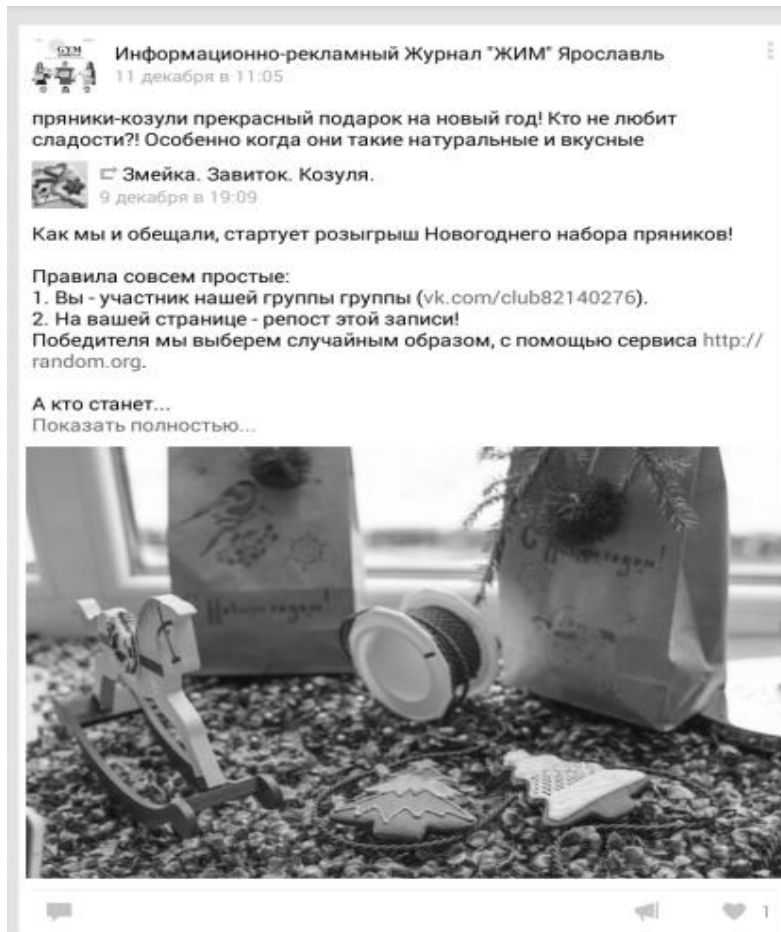 GYM
Информационно-рекламный Журнал "ЖИМ" Ярославль
11 декабря в 11:05
пряники-козули прекрасный подарок на новый год! Кто не любит
сладости?! Особенно когда они такие натуральные и вкусные
Змейка. Завиток. Козуля.
9 декабря в 19:09
Как мы и обещали, стартует розыгрыш Новогоднего набора пряников!
Правила совсем простые:
1. Вы - участник нашей группы группы (vk.com/club82140276).
2. На вашей странице - репост этой записи!
Победителя мы выберем случайным образом, с помощью сервиса http://
random.org.
А кто станет...
Показать полностью...
Новым годом!
С Новым годом!
1